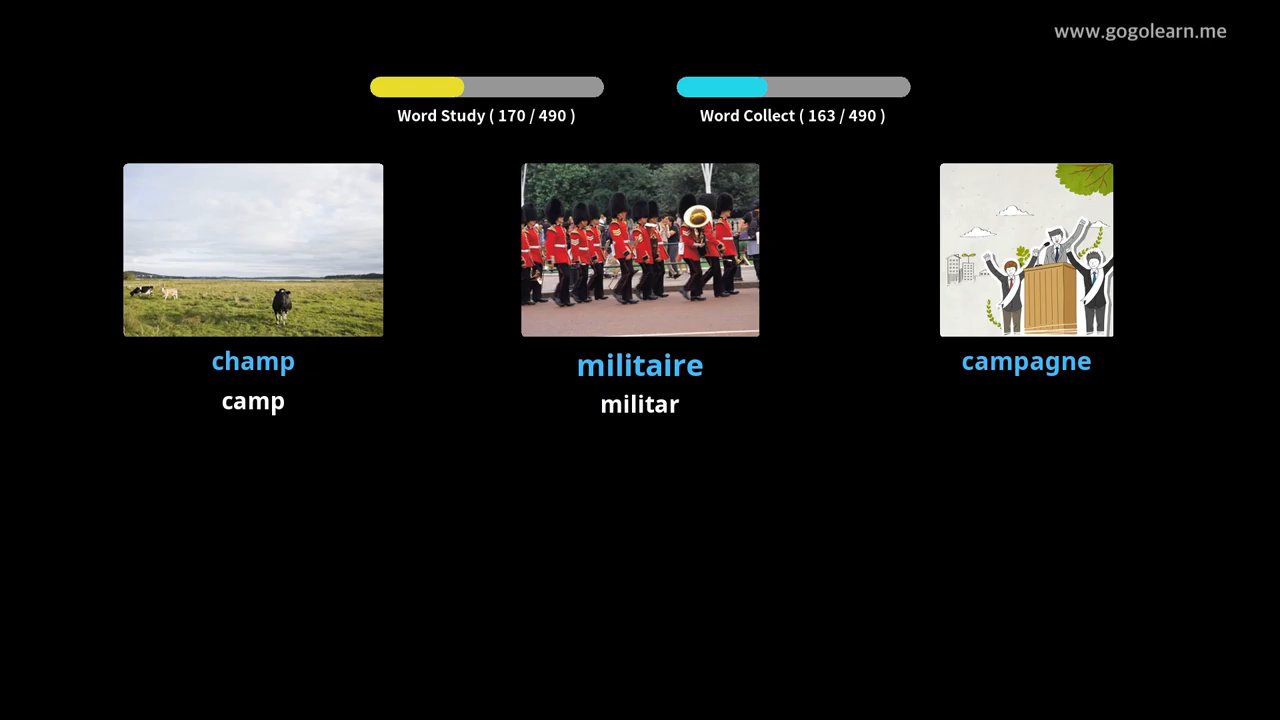 www.gogolearn.me
Word Study ( 170 / 490 )
Word Collect ( 163 / 490 )
champ
camp
militaire
militar
campagne